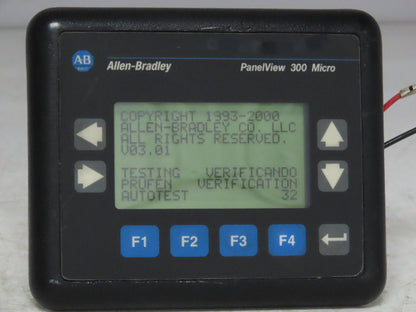 AB
Allen-Bradley
PanelView 300 Micro
COPYRIGHT 1993-2000
ALLEN-BRADLEY CO. LLC
ALL RIGHTS RESERVED.
V03.01
TESTING VERIFICANDO
PRUFEN VERIFICATION
AUTOTEST 32
F1 F2 F3 F4